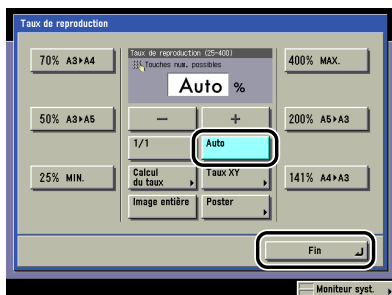 Taux de reproduction
Taux de reproduction (25-400)
Touches num. possibles
Auto %
70% A3▸A4
400% MAX.
50% A3▸A5
−
+
200% A5▸A3
1/1
Auto
25% MIN.
Calcul
du taux
Taux XY
141% A4▸A3
Image entière
Poster
Fin
Moniteur syst.